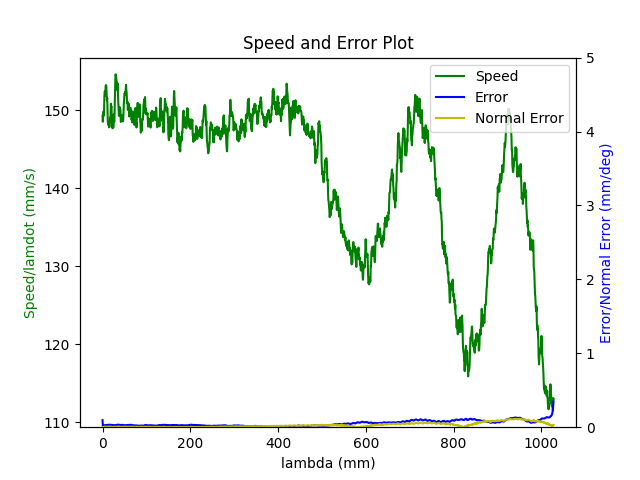 Speed and Error Plot
Speed
Error
Normal Error
150
140
130
120
110
Speed/lamdot (mm/s)
5
4
3
2
1
0
Error/Normal Error (mm/deg)
0 200 400 600 800 1000
lambda (mm)